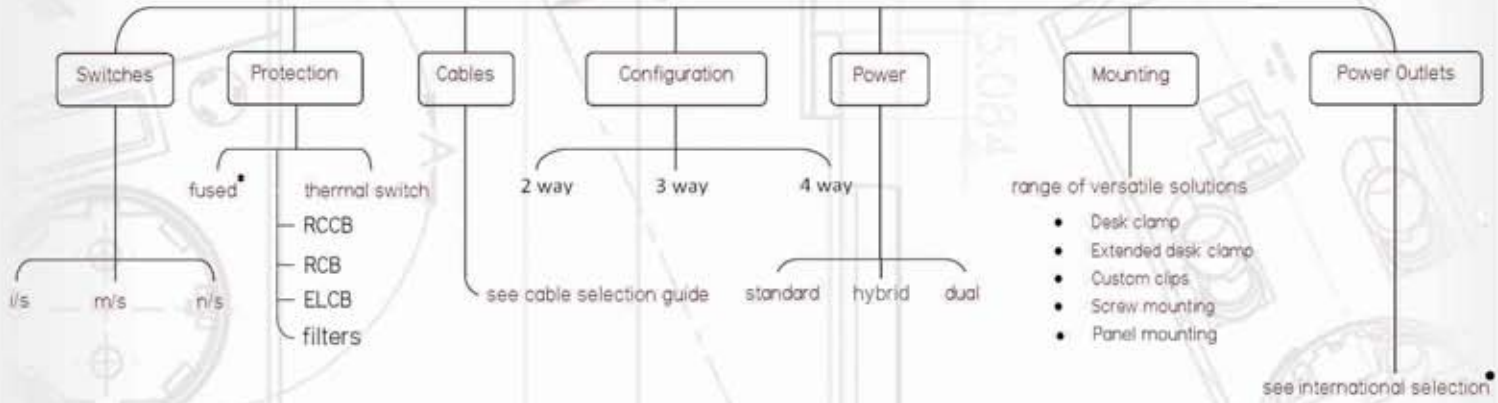 Switches
Protection
Cables
Configuration
Power
Mounting
Power Outlets
fused
thermal switch
RCCB
RCB
ELCB
filters
i/s
m/s
n/s
see cable selection guide
2 way
3 way
4 way
standard
hybrid
dual
range of versatile solutions
• Desk clamp
• Extended desk clamp
• Custom clips
• Screw mounting
• Panel mounting
see international selection
A
45.084